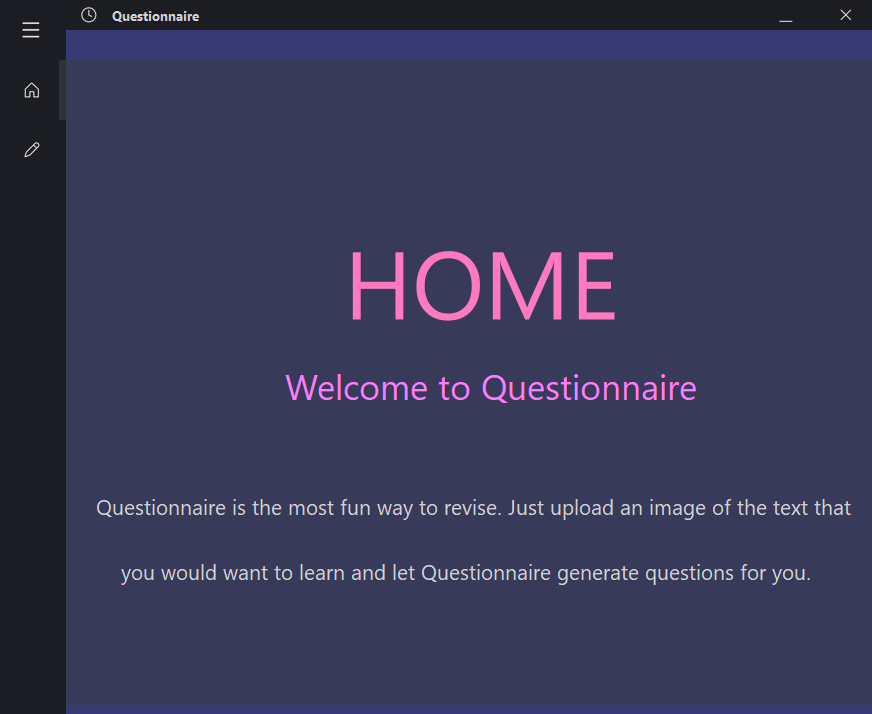 Questionnaire
HOME
Welcome to Questionnaire
Questionnaire is the most fun way to revise. Just upload an image of the text that
you would want to learn and let Questionnaire generate questions for you.